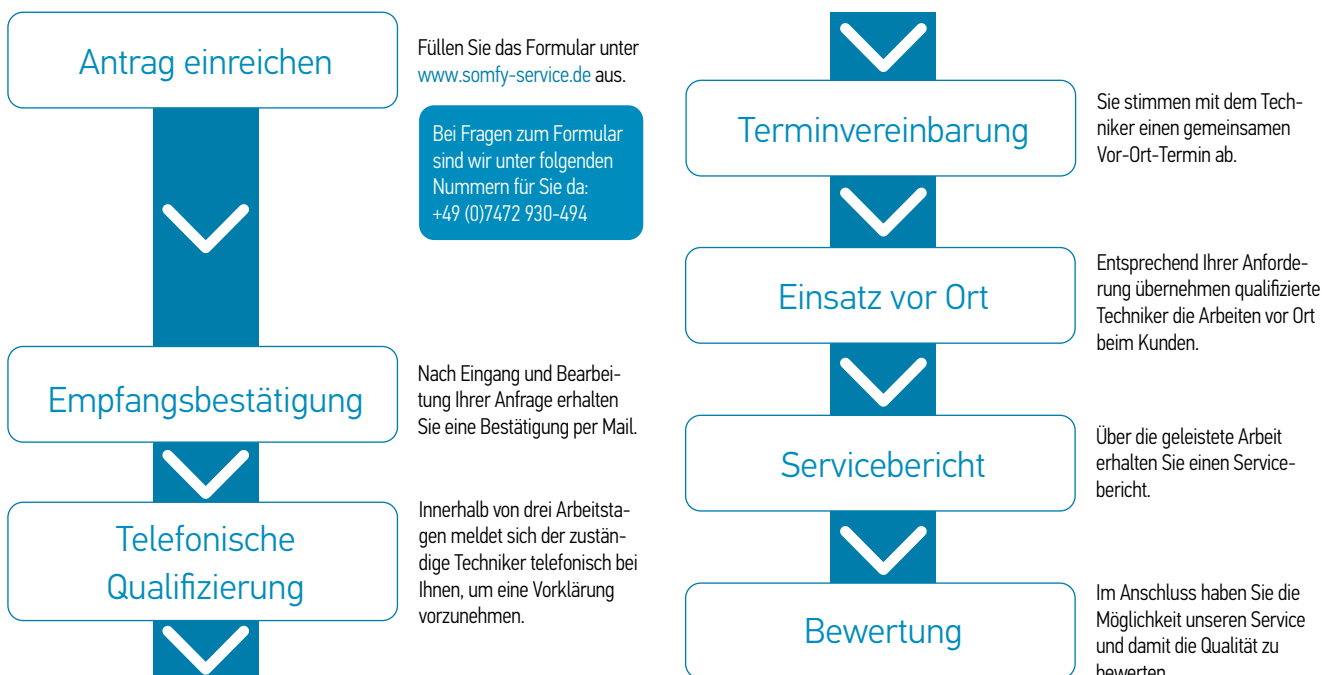 Antrag einreichen
Füllen Sie das Formular unter
www.somfy-service.de aus.
Bei Fragen zum Formular
sind wir unter folgenden
Nummern für Sie da:
+49 (0)7472 930-494
Empfangsbestätigung
Nach Eingang und Bearbei-
tung Ihrer Anfrage erhalten
Sie eine Bestätigung per Mail.
Telefonische
Qualifizierung
Innerhalb von drei Arbeitsta-
gen meldet sich der zustän-
dige Techniker telefonisch bei
Ihnen, um eine Vorklärung
vorzunehmen.
Terminvereinbarung
Sie stimmen mit dem Tech-
niker einen gemeinsamen
Vor-Ort-Termin ab.
Einsatz vor Ort
Entsprechend Ihrer Anforde-
rung übernehmen qualifizierte
Techniker die Arbeiten vor Ort
beim Kunden.
Servicebericht
Über die geleistete Arbeit
erhalten Sie einen Service-
bericht.
Bewertung
Im Anschluss haben Sie die
Möglichkeit unseren Service
und damit die Qualität zu
bewerten